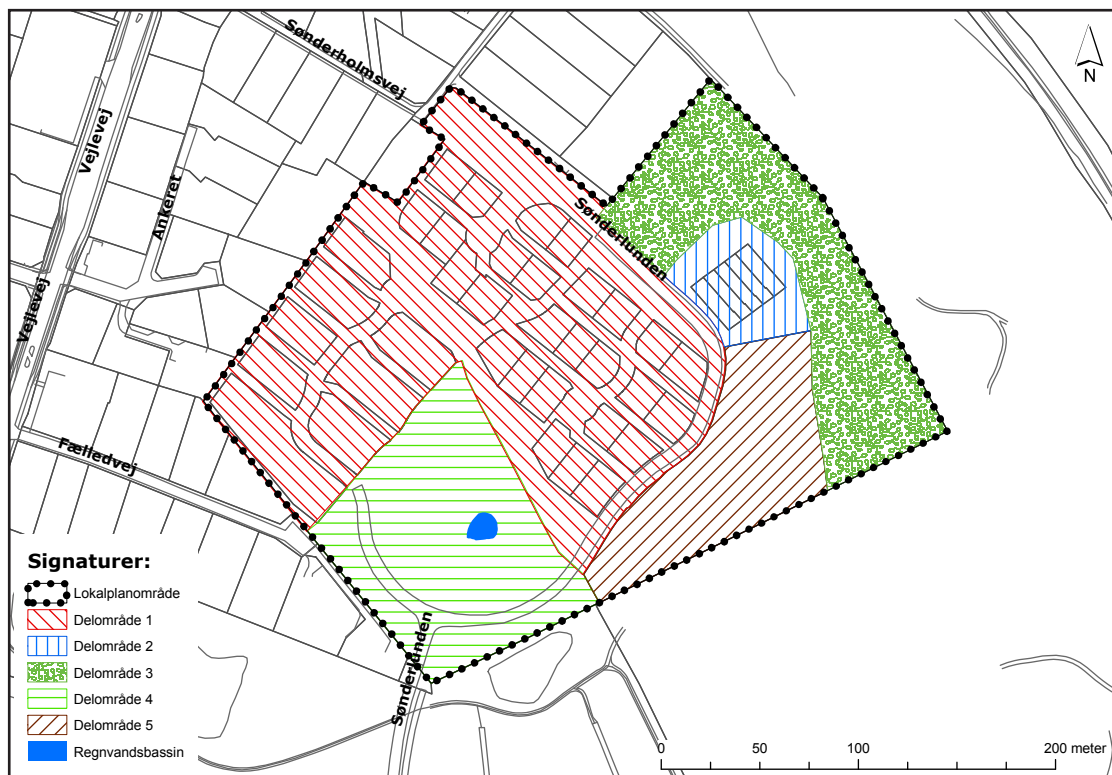 Sønderholmsvej
N
Vejlevej
Ankeret
Sønderlunden
Vejlevej
Fælledvej
Sønderlunden
Signaturer:
Lokalplanområde
Delområde 1
Delområde 2
Delområde 3
Delområde 4
Delområde 5
Regnvandsbassin
0 50 100 200 meter